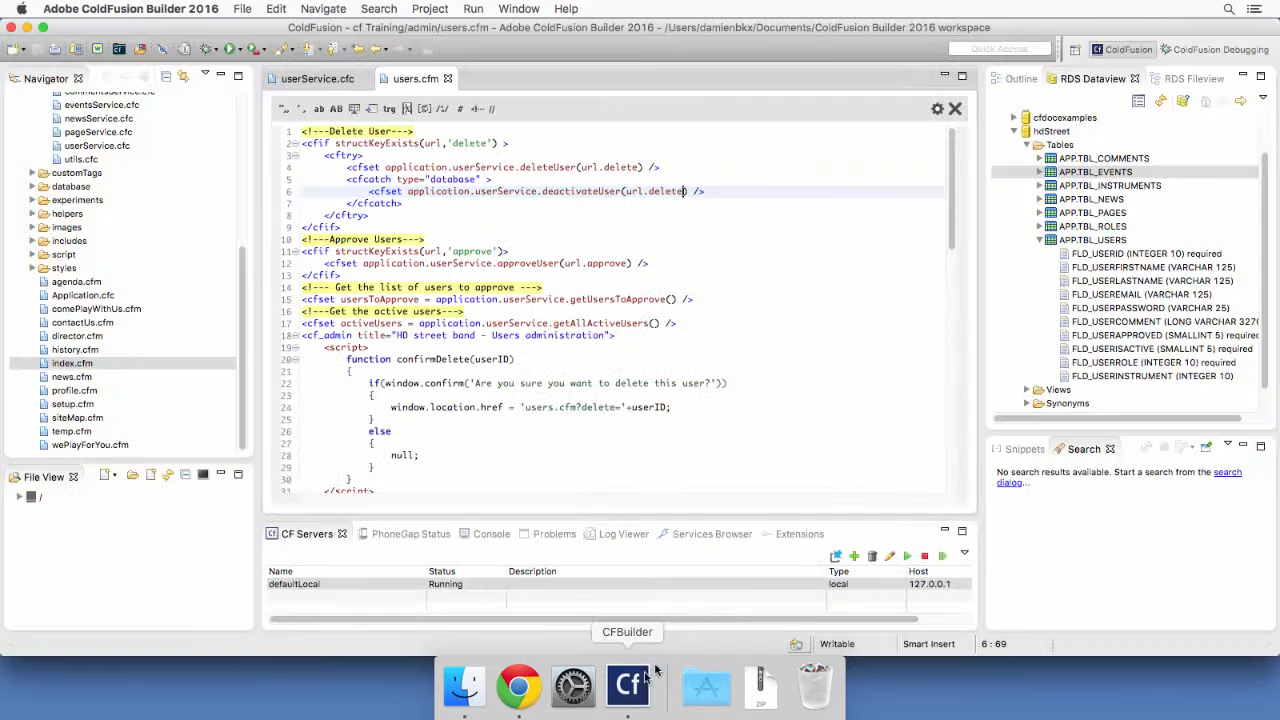 Adobe ColdFusion Builder 2016 File Edit Navigate Search Project Run Window Help
ColdFusion - cf Training/admin/users.cfm - Adobe ColdFusion Builder 2016 - /Users/damienbkx/Documents/ColdFusion Builder 2016 workspace
Quick Access ColdFusion ColdFusion Debugging
Navigator
eventsService.cfc
newsService.cfc
pageService.cfc
userService.cfc
utils.cfc
customTags
database
experiments
helpers
images
includes
script
styles
agenda.cfm
Application.cfc
comePlayWithUs.cfm
contactUs.cfm
director.cfm
history.cfm
index.cfm
news.cfm
profile.cfm
setup.cfm
siteMap.cfm
temp.cfm
wePlayForYou.cfm
File View
/
userService.cfc users.cfm
ab AB try # //
1 <!---Delete User--->
2 <cfif structKeyExists(url,'delete') >
3 <cftry>
4 <cfset application.userService.deleteUser(url.delete) />
5 <cfcatch type="database" >
6 <cfset application.userService.deactivateUser(url.delete) />
7 </cfcatch>
8 </cftry>
9 </cfif>
10 <!---Approve Users--->
11 <cfif structKeyExists(url,'approve')>
12 <cfset application.userService.approveUser(url.approve) />
13 </cfif>
14 <!--- Get the list of users to approve --->
15 <cfset usersToApprove = application.userService.getUsersToApprove() />
16 <!---Get the active users--->
17 <cfset activeUsers = application.userService.getAllActiveUsers() />
18 <cf_admin title="HD street band - Users administration">
19 <script>
20 function confirmDelete(userID)
21 {
22 if(window.confirm('Are you sure you want to delete this user?'))
23 {
24 window.location.href = 'users.cfm?delete='+userID;
25 }
26 else
27 {
28 null;
29 }
30 }
31 </script>
Outline RDS Dataview RDS Fileview
cfdocexamples
hdStreet
Tables
APP.TBL_COMMENTS
APP.TBL_EVENTS
APP.TBL_INSTRUMENTS
APP.TBL_NEWS
APP.TBL_PAGES
APP.TBL_ROLES
APP.TBL_USERS
FLD_USERID (INTEGER 10) required
FLD_USERFIRSTNAME (VARCHAR 125)
FLD_USERLASTNAME (VARCHAR 125)
FLD_USEREMAIL (VARCHAR 125)
FLD_USERPASSWORD (VARCHAR 25)
FLD_USERCOMMENT (LONG VARCHAR 3270
FLD_USERAPPROVED (SMALLINT 5) required
FLD_USERISACTIVE (SMALLINT 5) required
FLD_USERROLE (INTEGER 10) required
FLD_USERINSTRUMENT (INTEGER 10)
Views
Synonyms
Snippets Search
No search results available. Start a search from the search
dialog...
CF Servers PhoneGap Status Console Problems Log Viewer Services Browser Extensions
Name Status Description Type Host
defaultLocal Running local 127.0.0.1
CFBuilder
Writable Smart Insert 6 : 69
Cf
ZIP